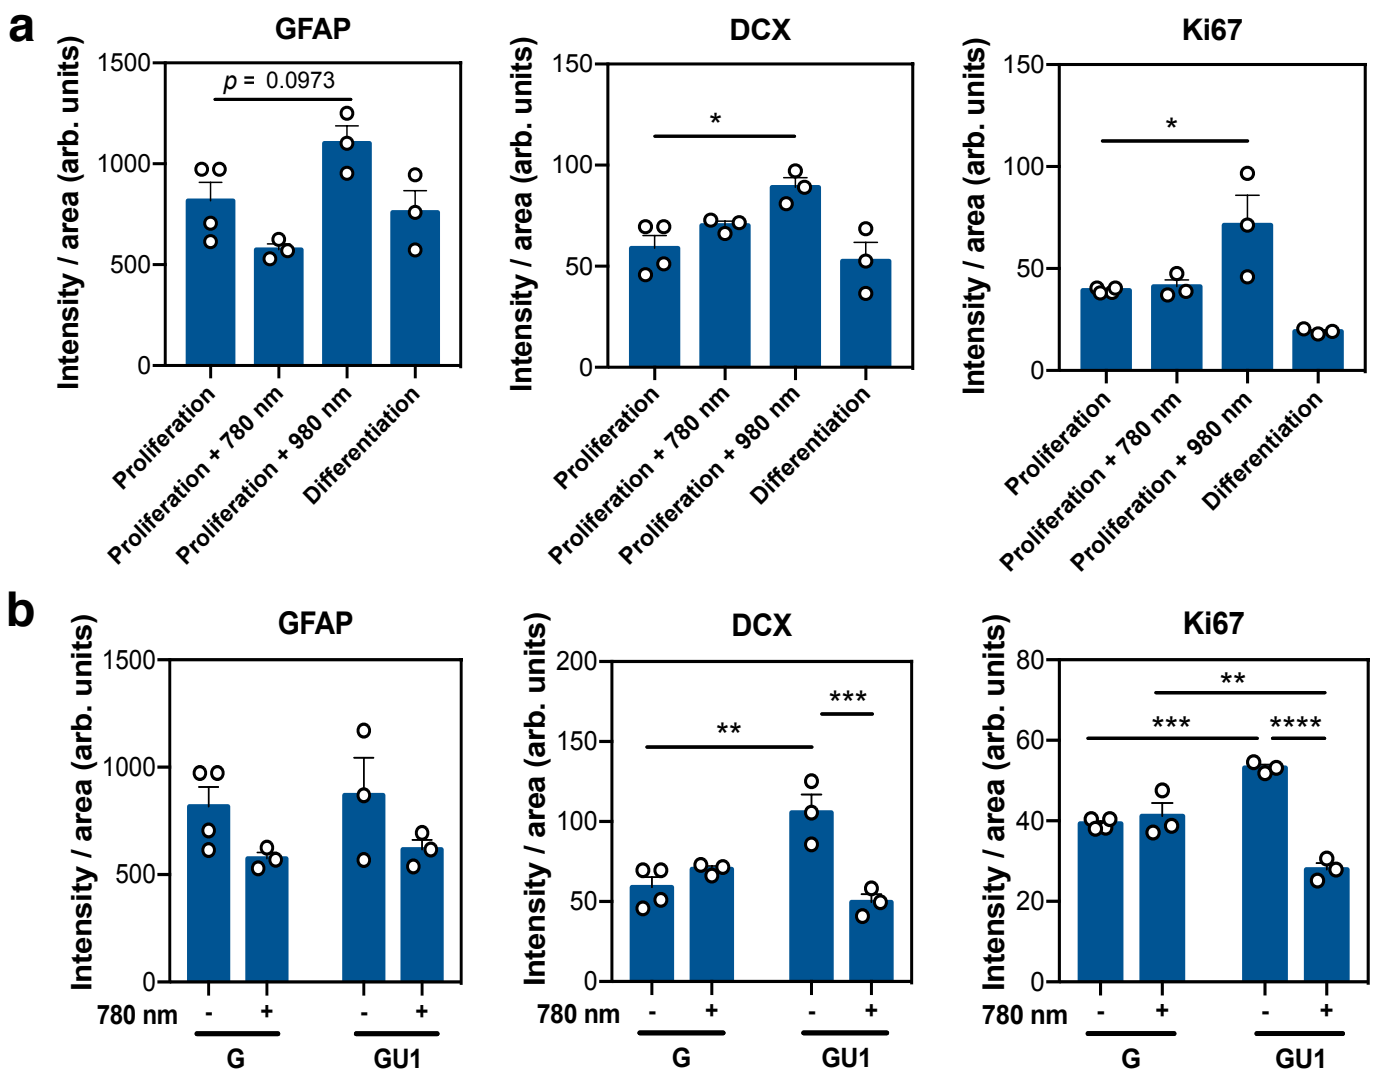 a
GFAP
Intensity / area (arb. units)
1500
1000
500
0
p = 0.0973
Proliferation
Proliferation + 780 nm
Proliferation + 980 nm
Differentiation
DCX
Intensity / area (arb. units)
150
100
50
0
*
Proliferation
Proliferation + 780 nm
Proliferation + 980 nm
Differentiation
Ki67
Intensity / area (arb. units)
150
100
50
0
*
Proliferation
Proliferation + 780 nm
Proliferation + 980 nm
Differentiation
b
GFAP
Intensity / area (arb. units)
1500
1000
500
0
780 nm - + - +
G GU1
DCX
Intensity / area (arb. units)
200
150
100
50
0
***
**
780 nm - + - +
G GU1
Ki67
Intensity / area (arb. units)
80
60
40
20
0
**
*** ****
780 nm - + - +
G GU1